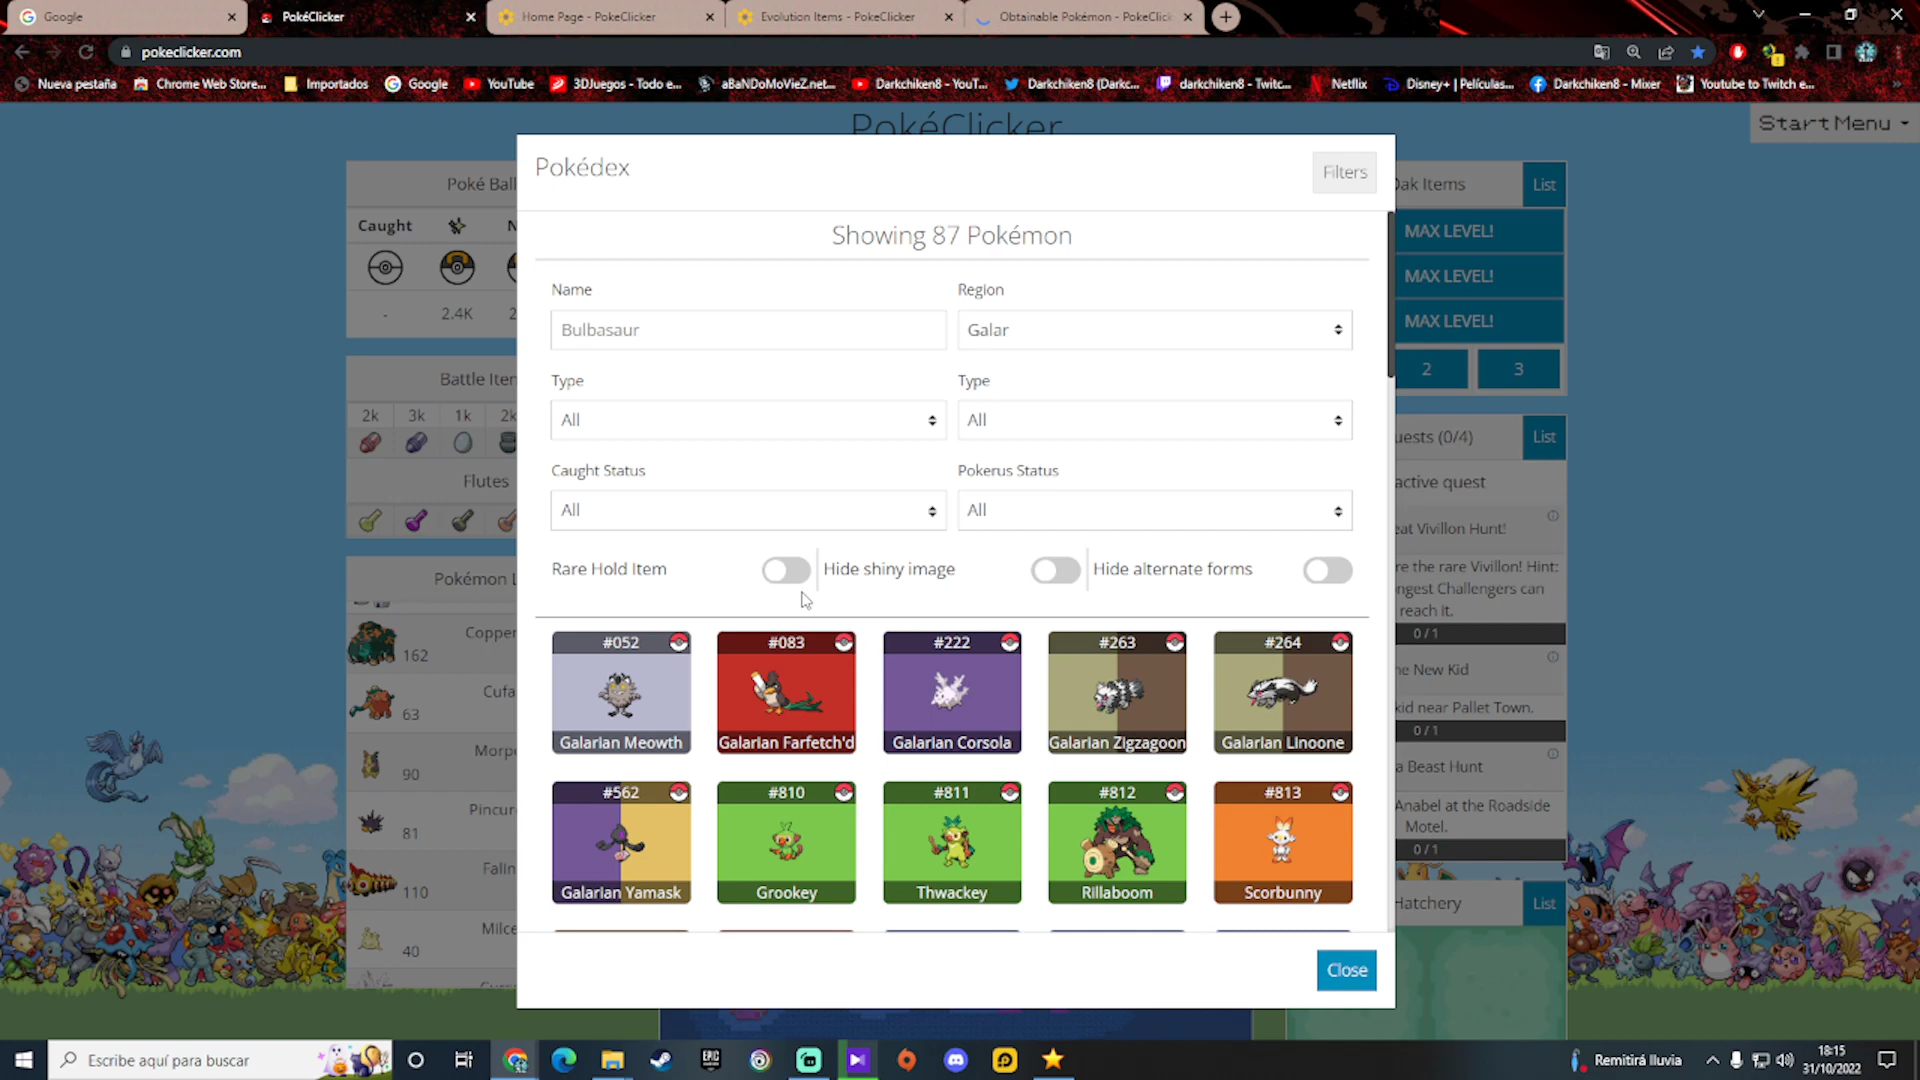 Google
PokéClicker
Home Page - PokeClicker
Evolution Items - PokeClicker
Obtainable Pokémon - PokeClick
pokeclicker.com
Nueva pestaña
Chrome Web Store...
Importados
Google
YouTube
3DJuegos - Todo e...
aBaNDoMoVieZ.net...
Darkchiken8 - YouT...
Darkchiken8 (Darkc...
darkchiken8 - Twitc...
Netflix
Disney+ | Películas...
Darkchiken8 - Mixer
Youtube to Twitch e...
PokéClicker
Start Menu
Poké Ball
Caught
N
-
2.4K
2
Battle Iten
2k
3k
1k
2k
Flutes
Pokémon L
Copper
162
Cufa
63
Morp
90
Pincur
81
Falin
110
Milce
40
Pokédex
Filters
Showing 87 Pokémon
Name
Region
Bulbasaur
Galar
Type
Type
All
All
Caught Status
Pokerus Status
All
All
Rare Hold Item
Hide shiny image
Hide alternate forms
#052
#083
#222
#263
#264
Galarian Meowth
Galarian Farfetch'd
Galarian Corsola
Galarian Zigzagoon
Galarian Linoone
#562
#810
#811
#812
#813
Galarian Yamask
Grookey
Thwackey
Rillaboom
Scorbunny
Close
Oak Items
List
MAX LEVEL!
MAX LEVEL!
MAX LEVEL!
2
3
uests (0/4)
List
active quest
eat Vivillon Hunt!
re the rare Vivillon! Hint:
ngest Challengers can
reach it.
0 / 1
he New Kid
kid near Pallet Town.
0 / 1
a Beast Hunt
Anabel at the Roadside
Motel.
0 / 1
Hatchery
List
Escribe aquí para buscar
EPIC
Remitirá lluvia
18:15
31/10/2022